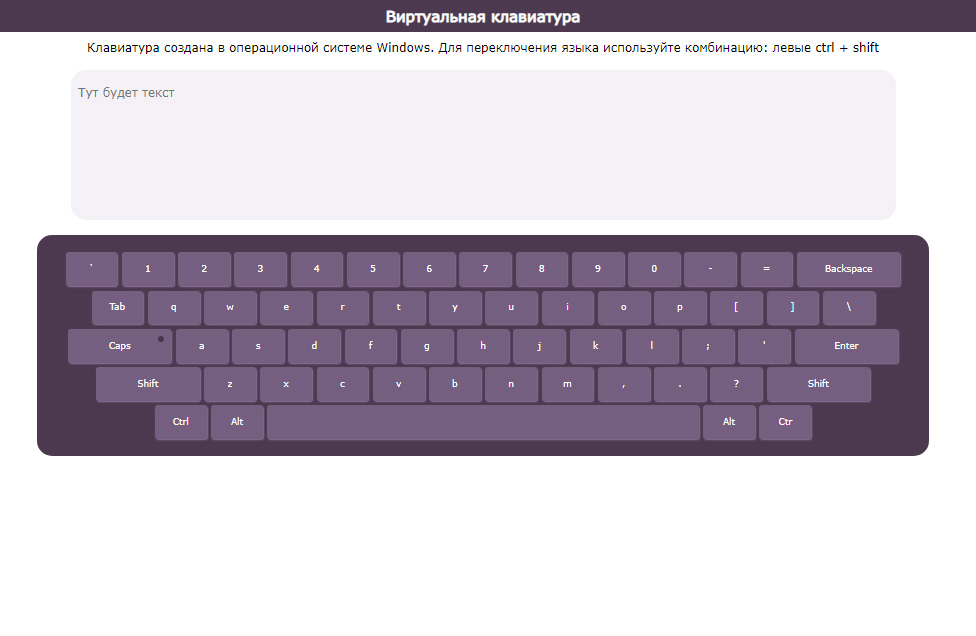 Виртуальная клавиатура
Клавиатура создана в операционной системе Windows. Для переключения языка используйте комбинацию: левые ctrl + shift
Тут будет текст
` 1 2 3 4 5 6 7 8 9 0 - = Backspace
Tab q w e r t y u i o p [ ] \
Caps a s d f g h j k l ; ' Enter
Shift z x c v b n m , . ? Shift
Ctrl Alt Alt Ctr